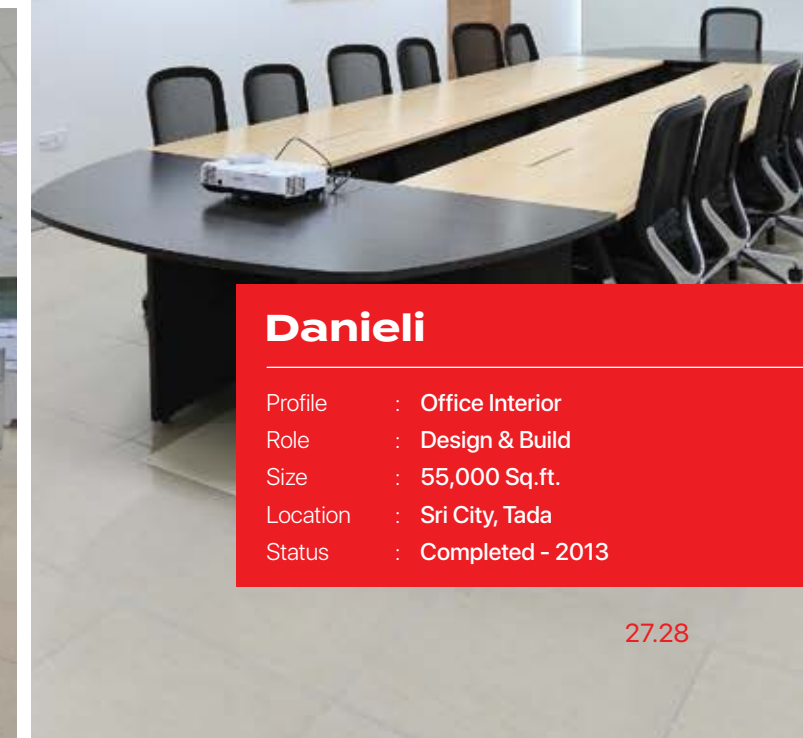 Danieli
Profile : Office Interior
Role : Design & Build
Size : 55,000 Sq.ft.
Location : Sri City, Tada
Status : Completed - 2013
27.28